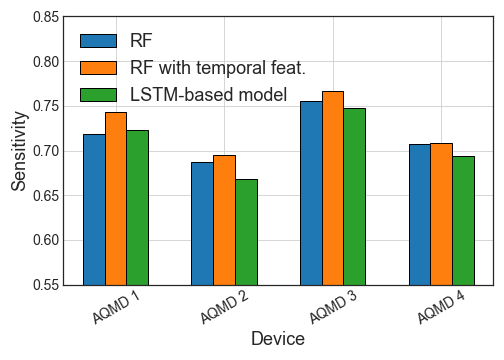 0.85
0.80
0.75
0.70
0.65
0.60
0.55
Sensitivity
RF
RF with temporal feat.
LSTM-based model
AQMD 1
AQMD 2
AQMD 3
AQMD 4
Device